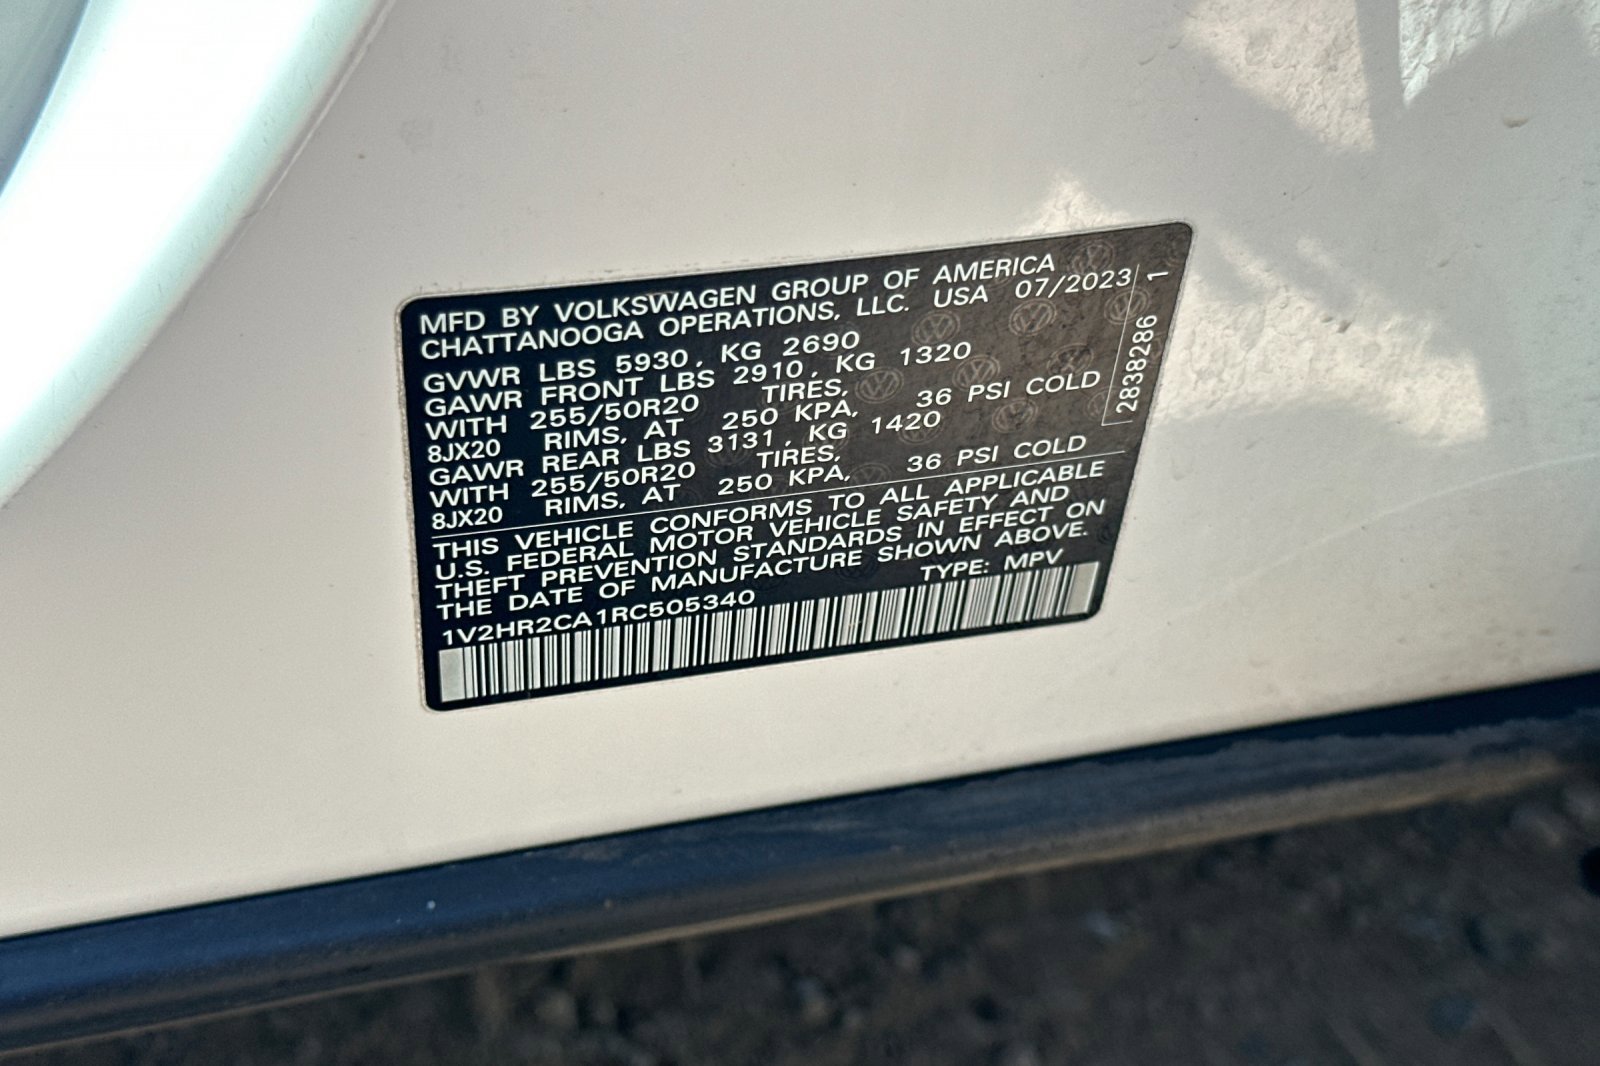 MFD BY VOLKSWAGEN GROUP OF AMERICA
CHATTANOOGA OPERATIONS, LLC. USA 07/2023
GVWR LBS 5930, KG 2690
GAWR FRONT LBS 2910, KG 1320
WITH 255/50R20 TIRES,
8JX20 RIMS, AT 250 KPA, 36 PSI COLD
GAWR REAR LBS 3131, KG 1420
WITH 255/50R20 TIRES,
8JX20 RIMS, AT 250 KPA, 36 PSI COLD
THIS VEHICLE CONFORMS TO ALL APPLICABLE
U.S. FEDERAL MOTOR VEHICLE SAFETY AND
THEFT PREVENTION STANDARDS IN EFFECT ON
THE DATE OF MANUFACTURE SHOWN ABOVE.
TYPE: MPV
1V2HR2CA1RC505340
2838286 1